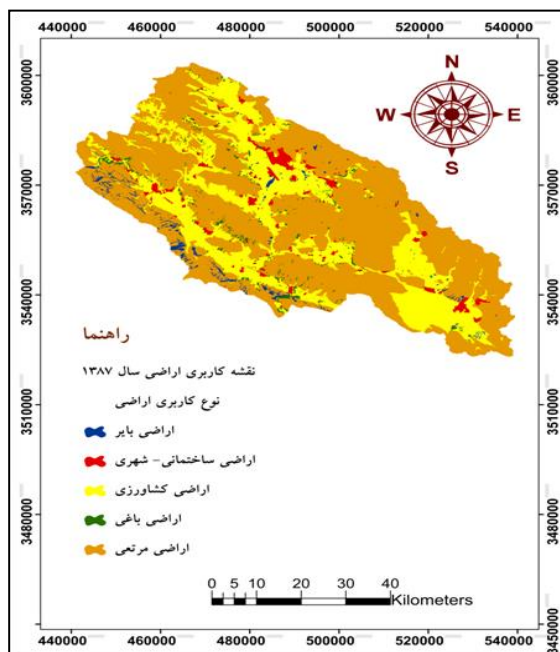 440000 460000 480000 500000 520000 540000
3600000 3600000
3570000 3570000
3540000 3540000
3510000 3510000
3480000 3480000
3450000 3450000
N
W E
S
راهنما
نقشه کاربری اراضی سال ۱۳۸۷
نوع کاربری اراضی
اراضی بایر
اراضی ساختمانی- شهری
اراضی کشاورزی
اراضی باغی
اراضی مرتعی
0 5 10 20 30 40
Kilometers
440000 460000 480000 500000 520000 540000